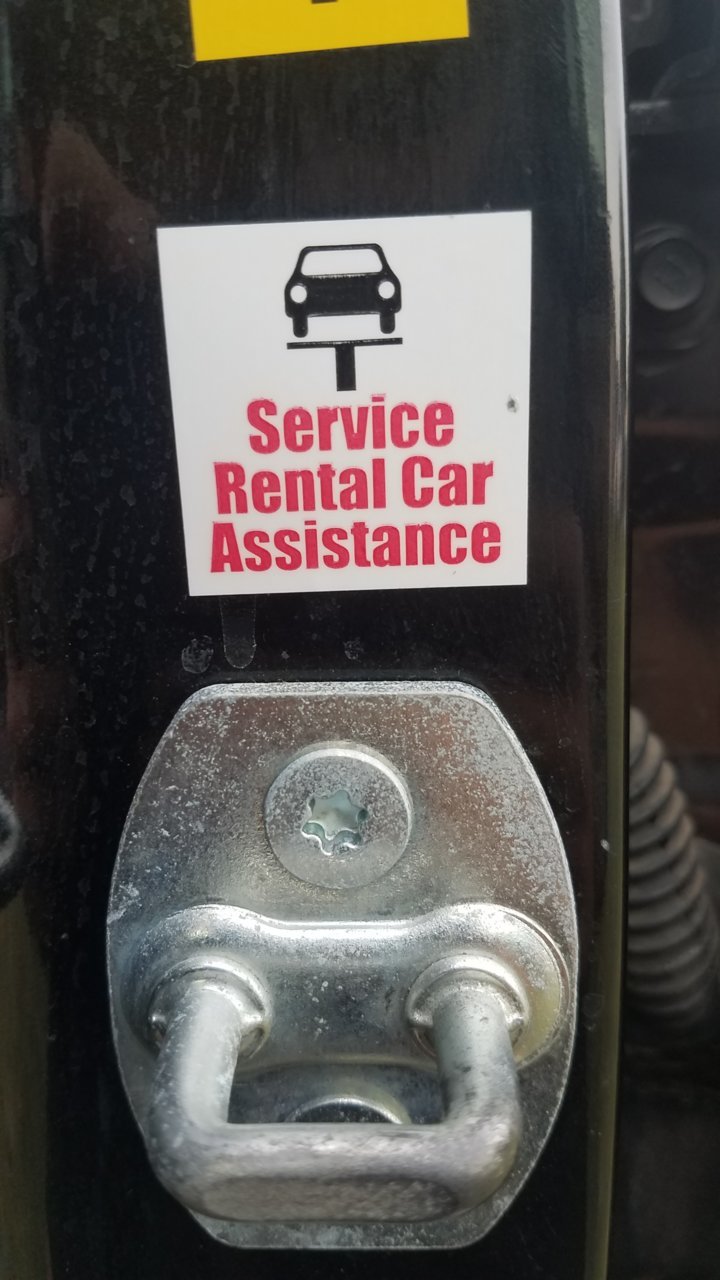 Service
Rental Car
Assistance